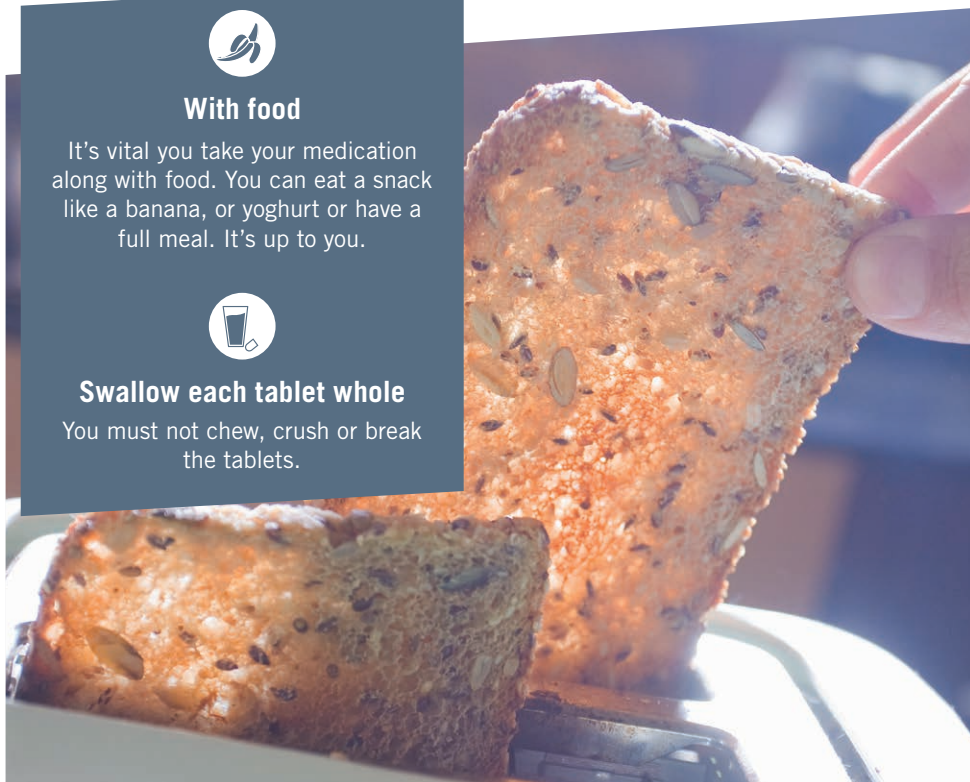 With food
It's vital you take your medication
along with food. You can eat a snack
like a banana, or yoghurt or have a
full meal. It's up to you.
Swallow each tablet whole
You must not chew, crush or break
the tablets.